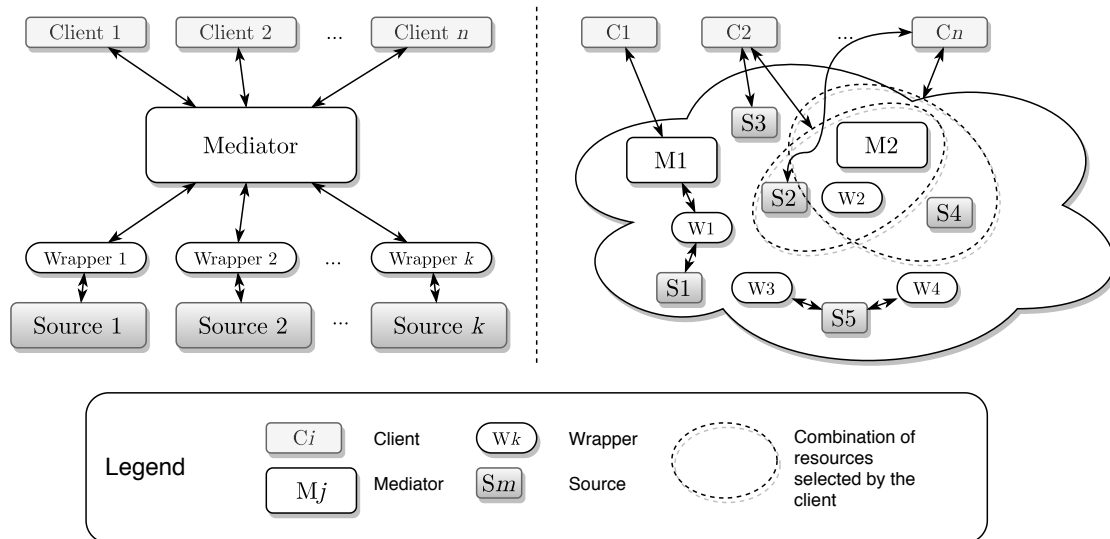 Client 1
Client 2
...
Client n
Mediator
Wrapper 1
Wrapper 2
...
Wrapper k
Source 1
Source 2
...
Source k
C1
C2
...
Cn
S3
M1
M2
S2
W2
S4
W1
S1
W3
W4
S5
Legend
Ci
Client
Wk
Wrapper
Mj
Mediator
Sm
Source
Combination of
resources
selected by the
client